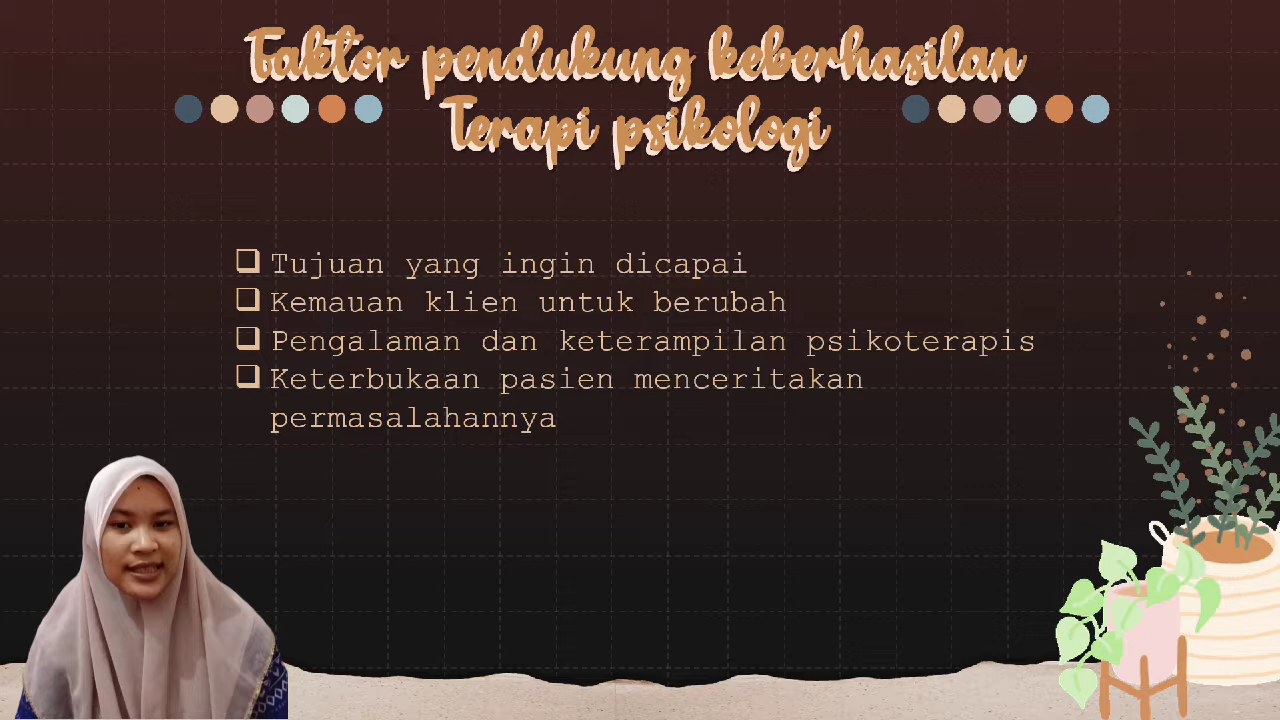 Faktor pendukung keberhasilan
Terapi psikologi
Tujuan yang ingin dicapai
Kemauan klien untuk berubah
Pengalaman dan keterampilan psikoterapis
Keterbukaan pasien menceritakan
permasalahannya